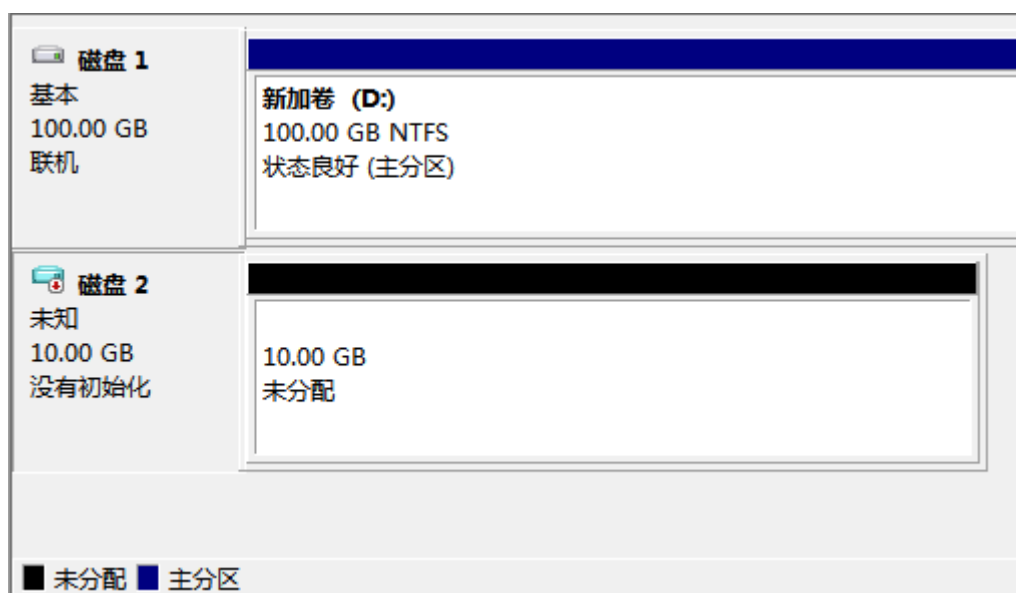 磁盘 1
基本
100.00 GB
联机
新加卷 (D:)
100.00 GB NTFS
状态良好 (主分区)
磁盘 2
未知
10.00 GB
没有初始化
10.00 GB
未分配
未分配 主分区